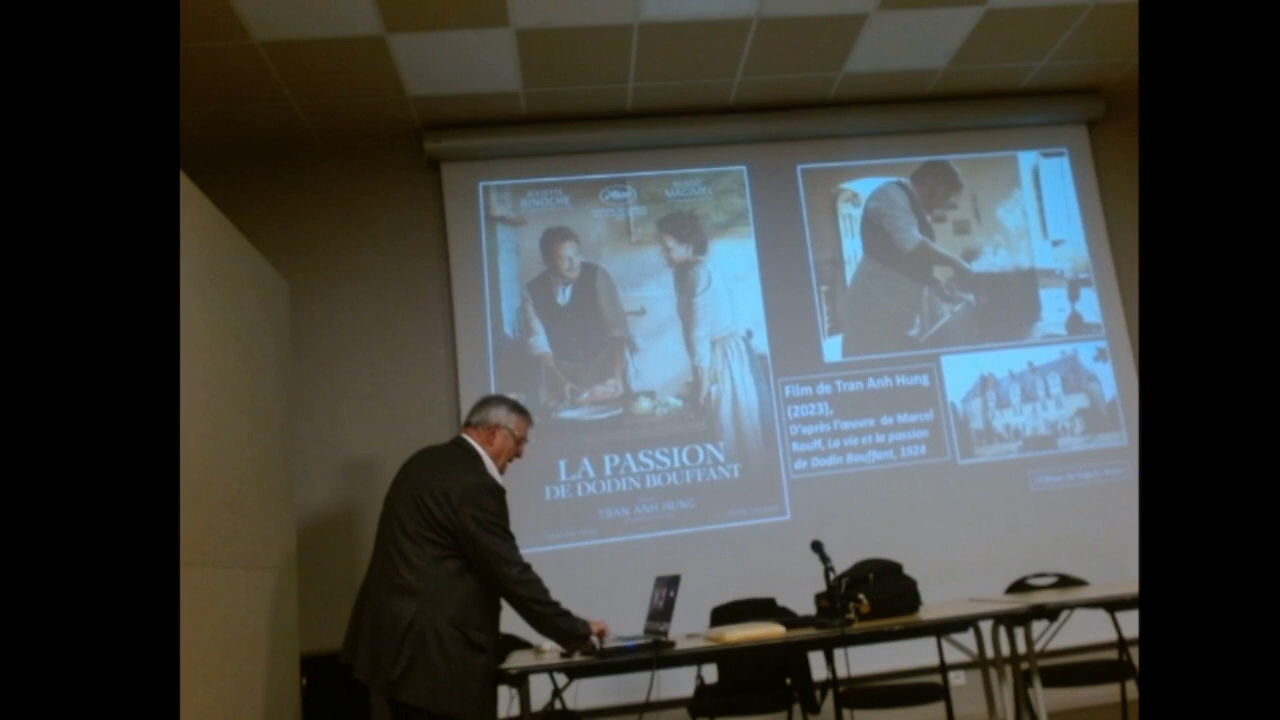 JULIETTE
BINOCHE
BENOÎT
MAGIMEL
LA PASSION
DE DODIN BOUFFANT
TRAN ANH HUNG
Film de Tran Anh Hung
(2023),
D'après l'œuvre de Marcel
Rouff, La vie et la passion
de Dodin Bouffant, 1924